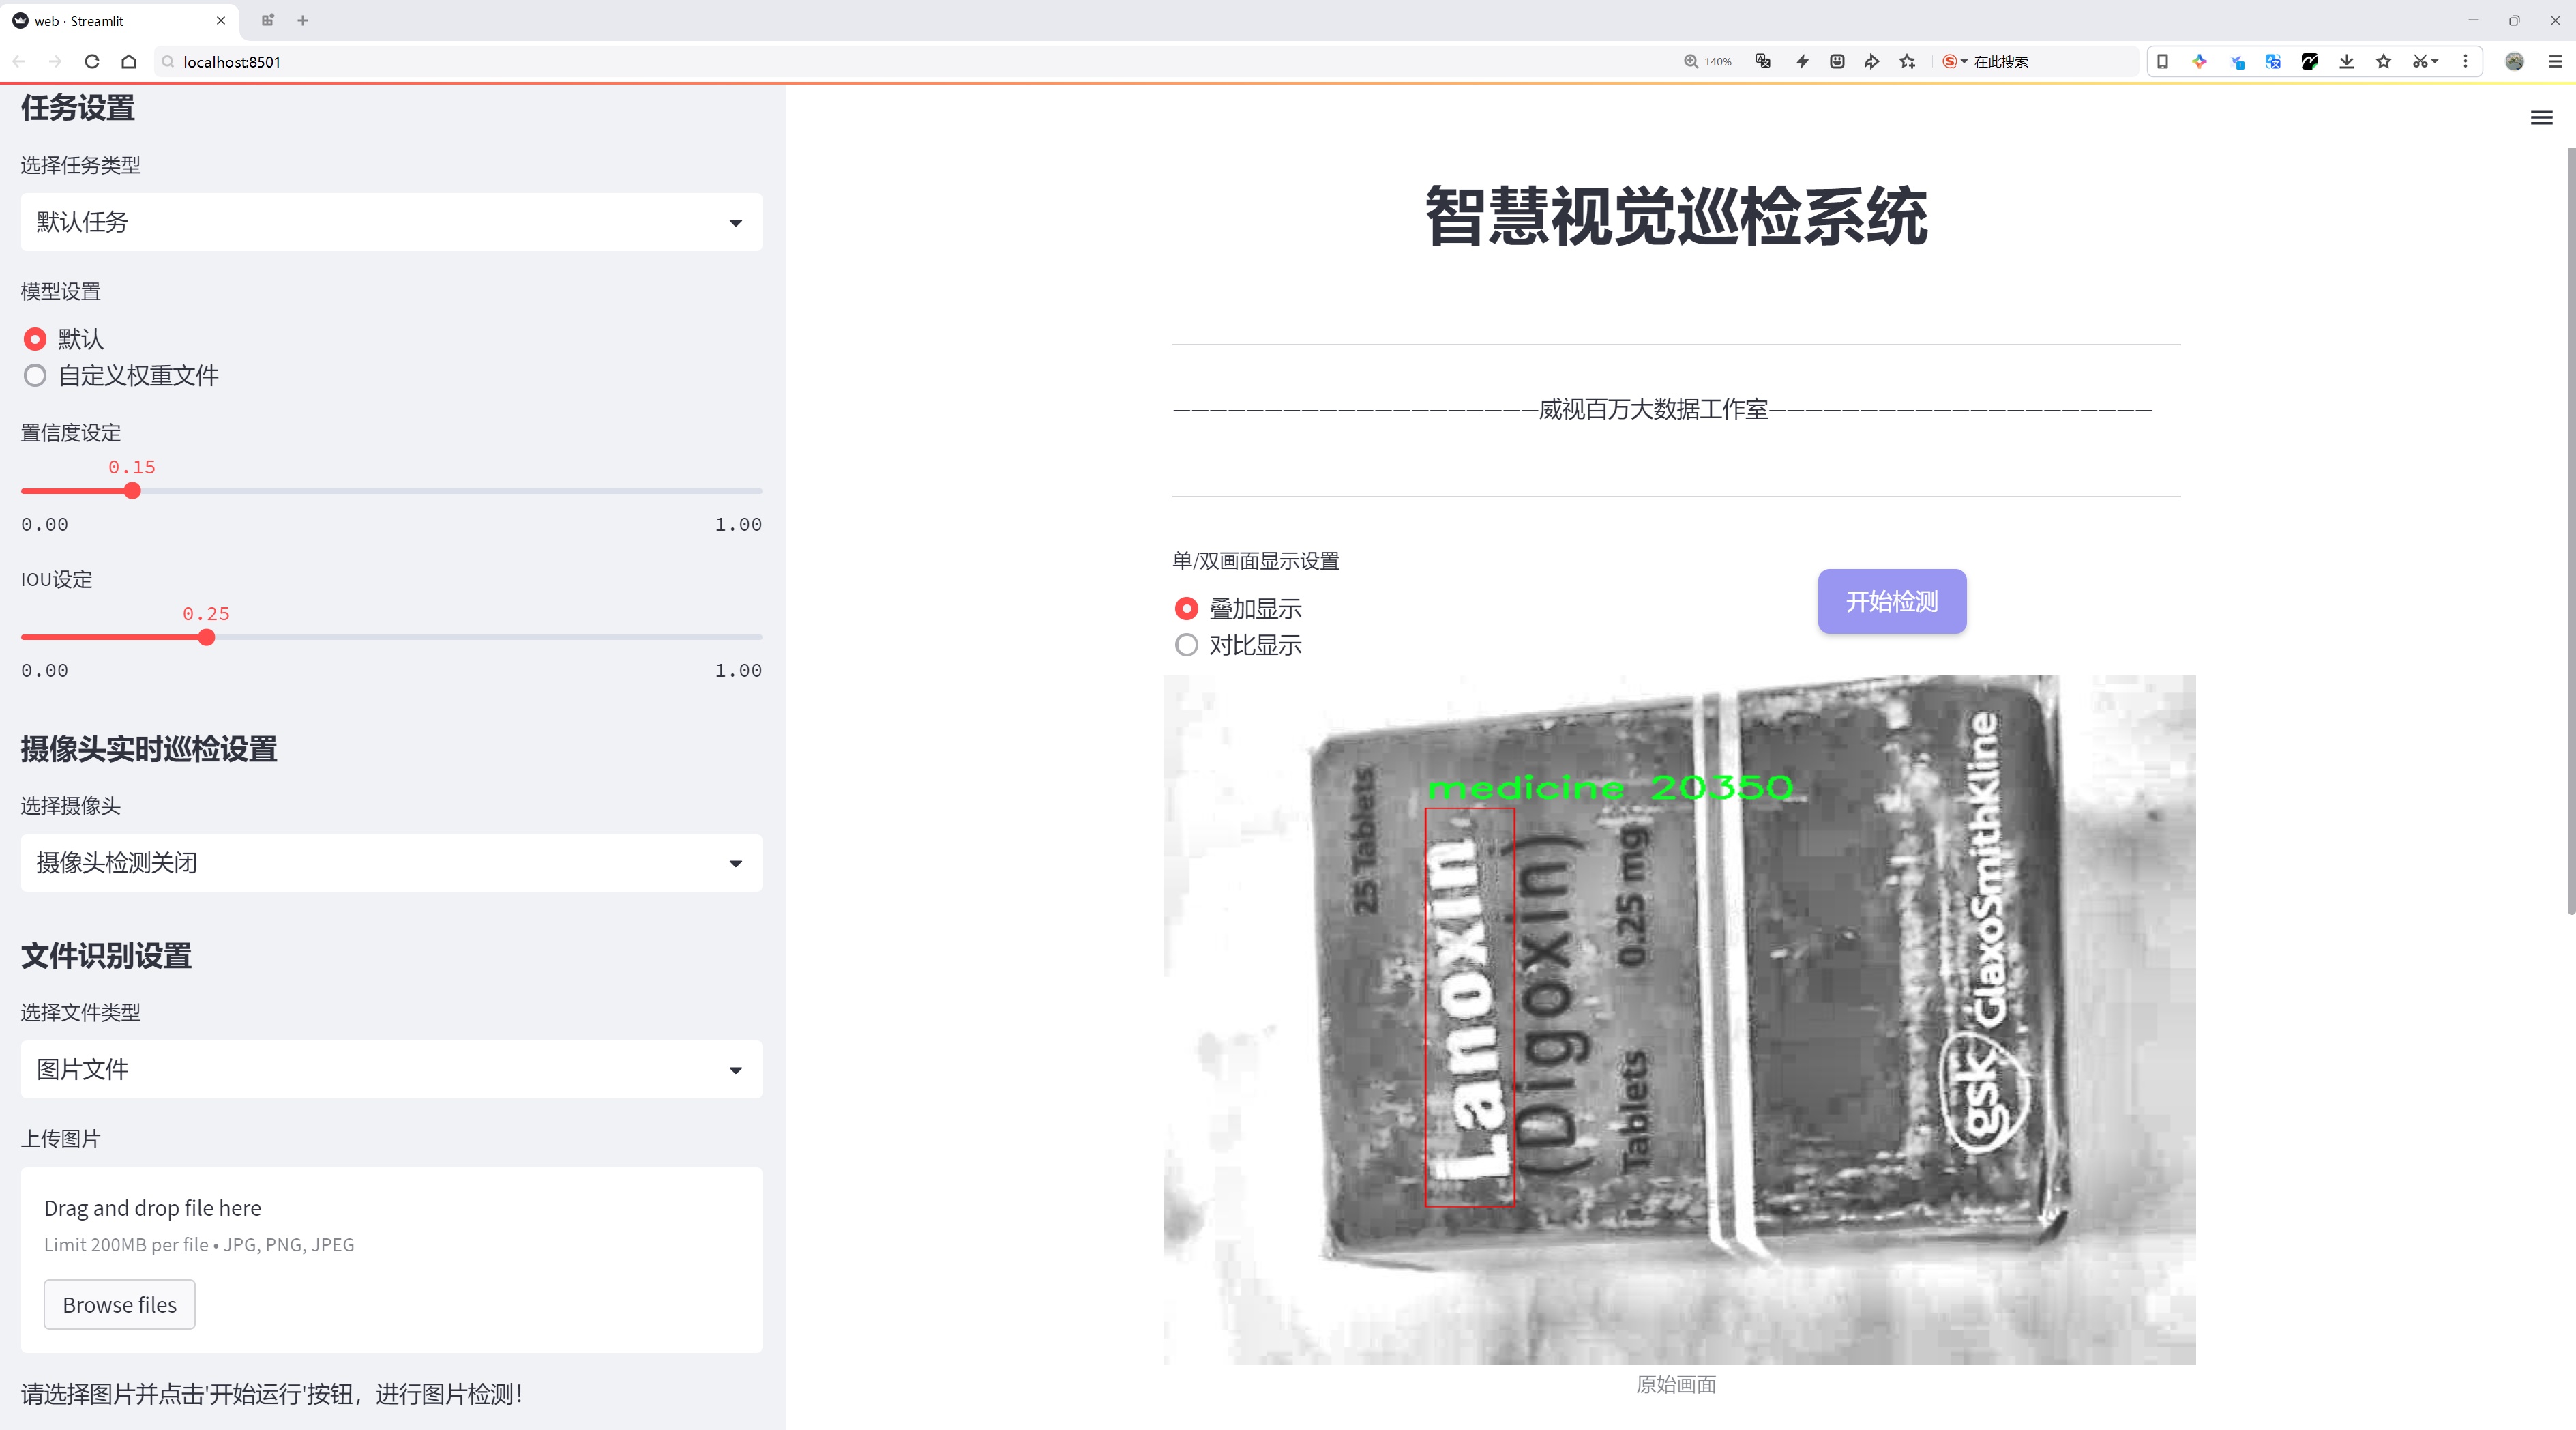 web · Streamlit
localhost:8501
140%
在此搜索
任务设置
选择任务类型
默认任务
模型设置
默认
自定义权重文件
置信度设定
0.15
0.00
1.00
IOU设定
0.25
0.00
1.00
摄像头实时巡检设置
选择摄像头
摄像头检测关闭
文件识别设置
选择文件类型
图片文件
上传图片
Drag and drop file here
Limit 200MB per file • JPG, PNG, JPEG
Browse files
请选择图片并点击'开始运行'按钮，进行图片检测！
智慧视觉巡检系统
————————————————————威视百万大数据工作室—————————————————————
单/双画面显示设置
叠加显示
对比显示
开始检测
medicine 20350
25 Tablets
Lanoxin
(Digoxin)
Tablets 0.25 mg
gsk GlaxoSmithKline
原始画面